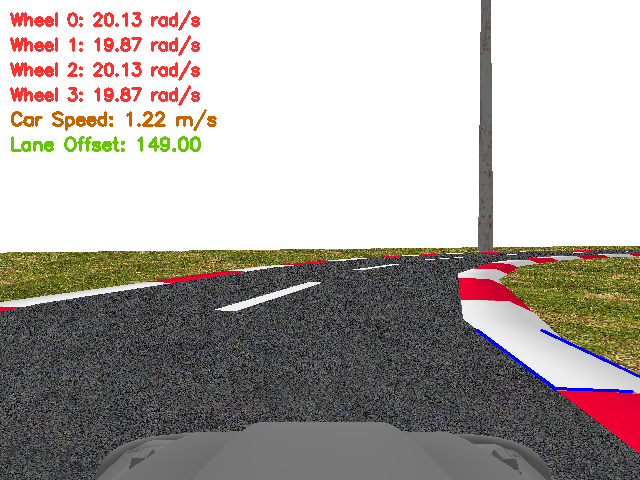 Wheel 0: 20.13 rad/s
Wheel 1: 19.87 rad/s
Wheel 2: 20.13 rad/s
Wheel 3: 19.87 rad/s
Car Speed: 1.22 m/s
Lane Offset: 149.00